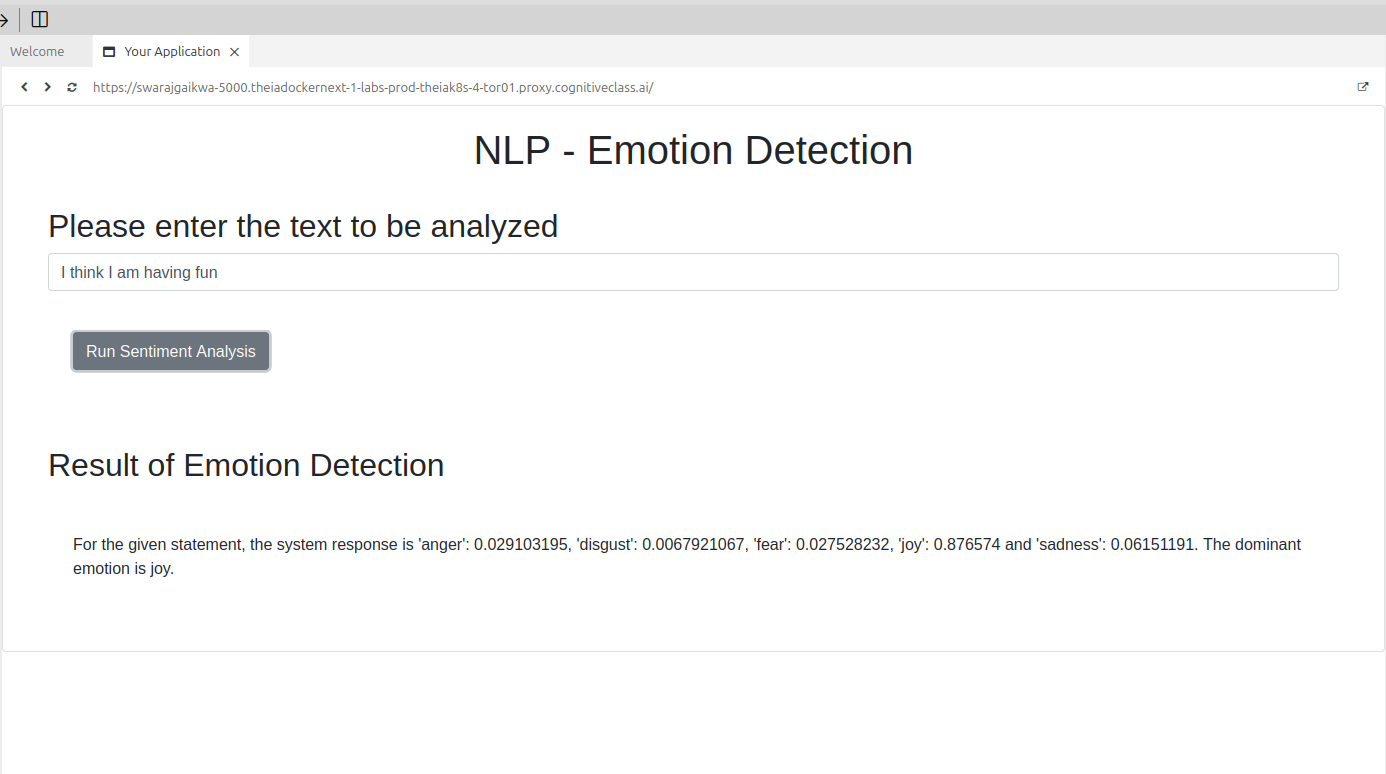 Welcome
Your Application
https://swarajgaikwa-5000.theiadockernext-1-labs-prod-theiak8s-4-tor01.proxy.cognitiveclass.ai/
NLP - Emotion Detection
Please enter the text to be analyzed
I think I am having fun
Run Sentiment Analysis
Result of Emotion Detection
For the given statement, the system response is 'anger': 0.029103195, 'disgust': 0.0067921067, 'fear': 0.027528232, 'joy': 0.876574 and 'sadness': 0.06151191. The dominant
emotion is joy.